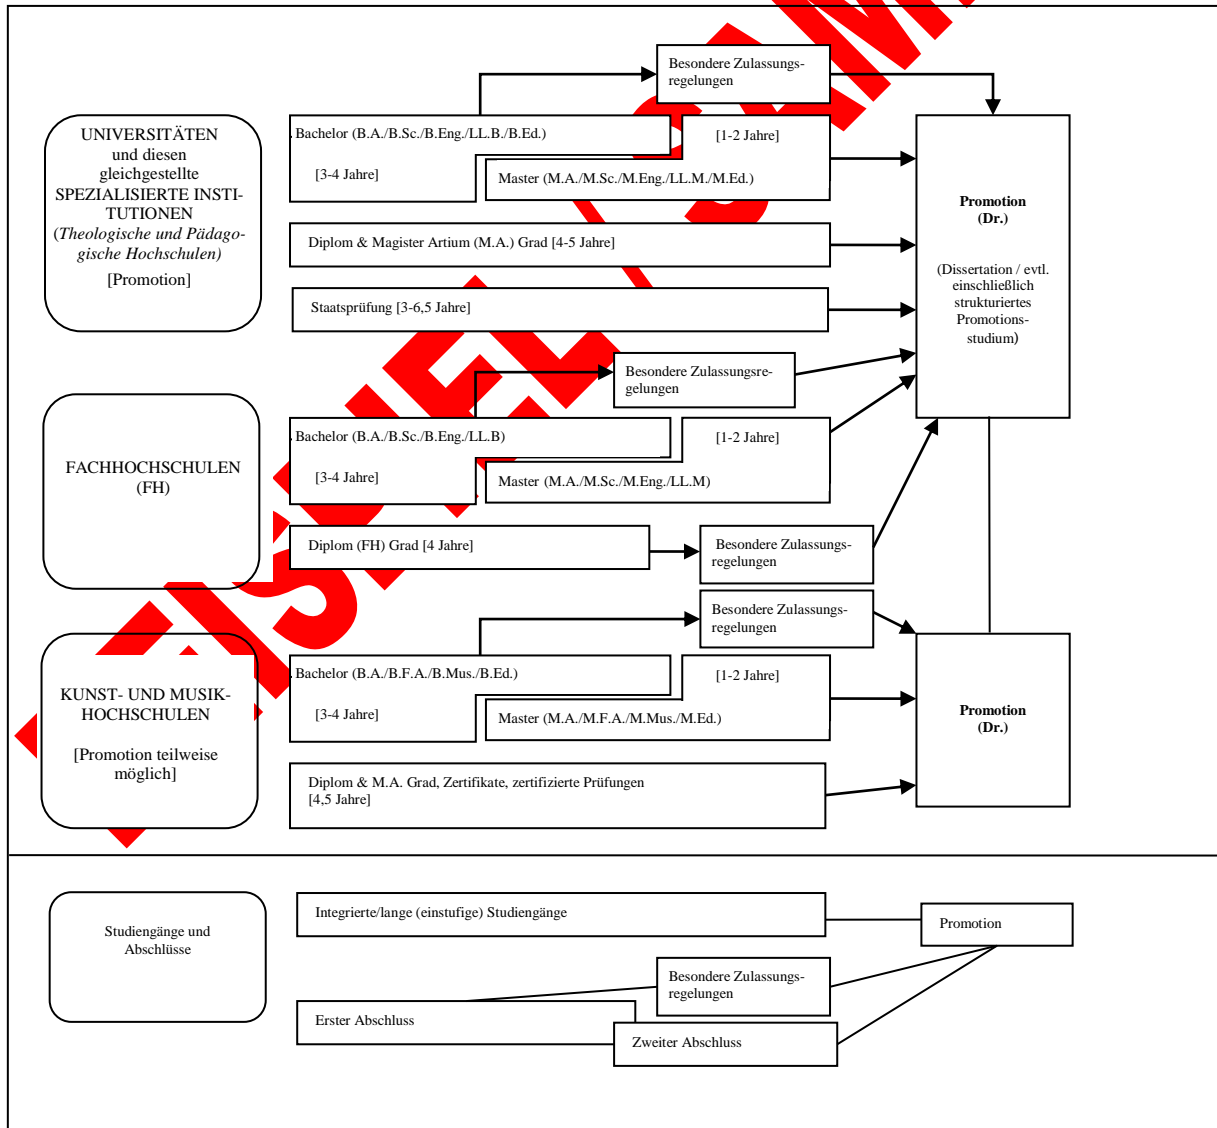 Besondere Zulassungs-
regelungen
UNIVERSITÄTEN
und diesen
gleichgestellte
SPEZIALISIERTE INSTI-
TUTIONEN
(Theologische und Pädago-
gische Hochschulen)
[Promotion]
. Bachelor (B.A./B.Sc./B.Eng./LL.B./B.Ed.)
[3-4 Jahre]
[1-2 Jahre]
Master (M.A./M.Sc./M.Eng./LL.M./M.Ed.)
Diplom & Magister Artium (M.A.) Grad [4-5 Jahre]
Staatsprüfung [3-6,5 Jahre]
Promotion
(Dr.)
(Dissertation / evtl.
einschließlich
strukturiertes
Promotions-
studium)
Besondere Zulassungsre-
gelungen
FACHHOCHSCHULEN
(FH)
. Bachelor (B.A./B.Sc./B.Eng./LL.B)
[3-4 Jahre]
[1-2 Jahre]
Master (M.A./M.Sc./M.Eng./LL.M)
Diplom (FH) Grad [4 Jahre]
Besondere Zulassungs-
regelungen
Besondere Zulassungs-
regelungen
KUNST- UND MUSIK-
HOCHSCHULEN
[Promotion teilweise
möglich]
. Bachelor (B.A./B.F.A./B.Mus./B.Ed.)
[3-4 Jahre]
[1-2 Jahre]
Master (M.A./M.F.A./M.Mus./M.Ed.)
Diplom & M.A. Grad, Zertifikate, zertifizierte Prüfungen
[4,5 Jahre]
Promotion
(Dr.)
Studiengänge und
Abschlüsse
Integrierte/lange (einstufige) Studiengänge
Promotion
Besondere Zulassungs-
regelungen
Erster Abschluss
Zweiter Abschluss